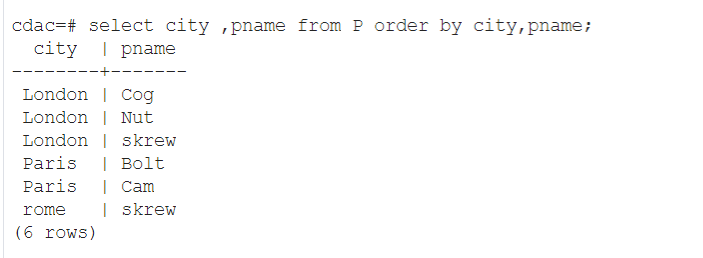 cdac=# select city ,pname from P order by city,pname;
  city  | pname
--------+-------
 London | Cog
 London | Nut
 London | skrew
 Paris  | Bolt
 Paris  | Cam
 rome   | skrew
(6 rows)